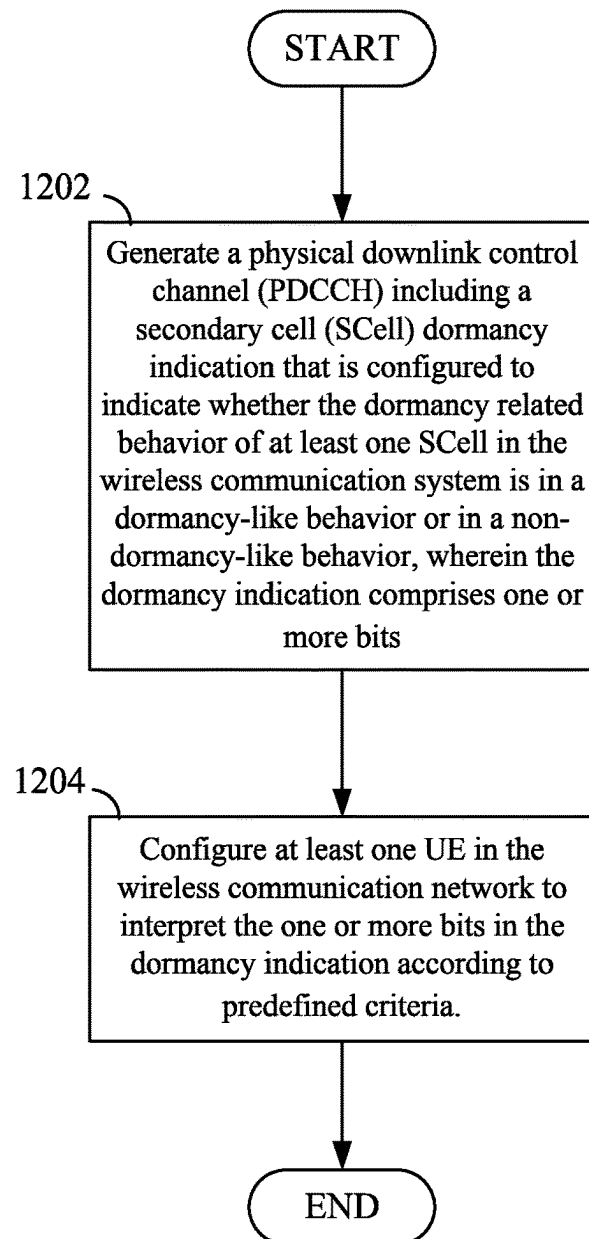 START
1202
Generate a physical downlink control
channel (PDCCH) including a
secondary cell (SCell) dormancy
indication that is configured to
indicate whether the dormancy related
behavior of at least one SCell in the
wireless communication system is in a
dormancy-like behavior or in a non-
dormancy-like behavior, wherein the
dormancy indication comprises one or
more bits
1204
Configure at least one UE in the
wireless communication network to
interpret the one or more bits in the
dormancy indication according to
predefined criteria.
END